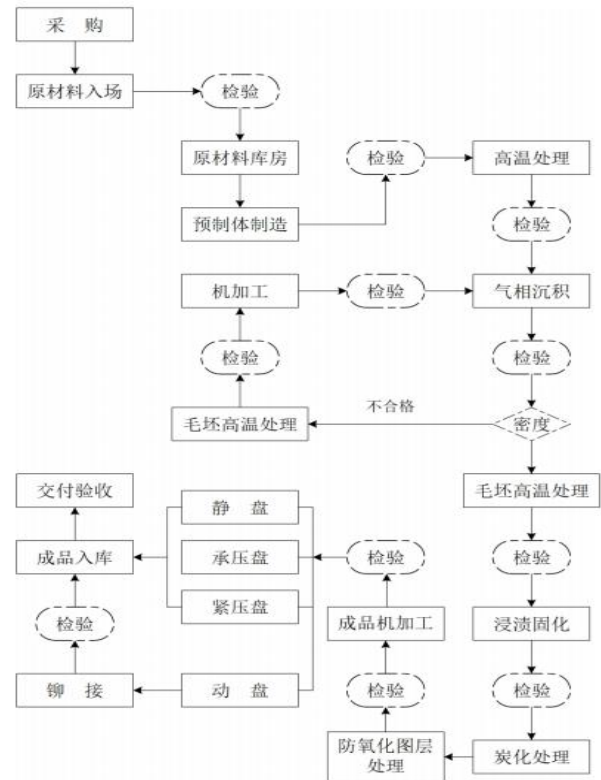 采 购
原材料入场
检验
原材料库房
预制体制造
检验
高温处理
检验
气相沉积
检验
密度
不合格
毛坯高温处理
检验
机加工
检验
毛坯高温处理
检验
浸渍固化
检验
炭化处理
防氧化图层
处理
检验
成品机加工
检验
静 盘
承压盘
紧压盘
动 盘
铆 接
检验
成品入库
交付验收